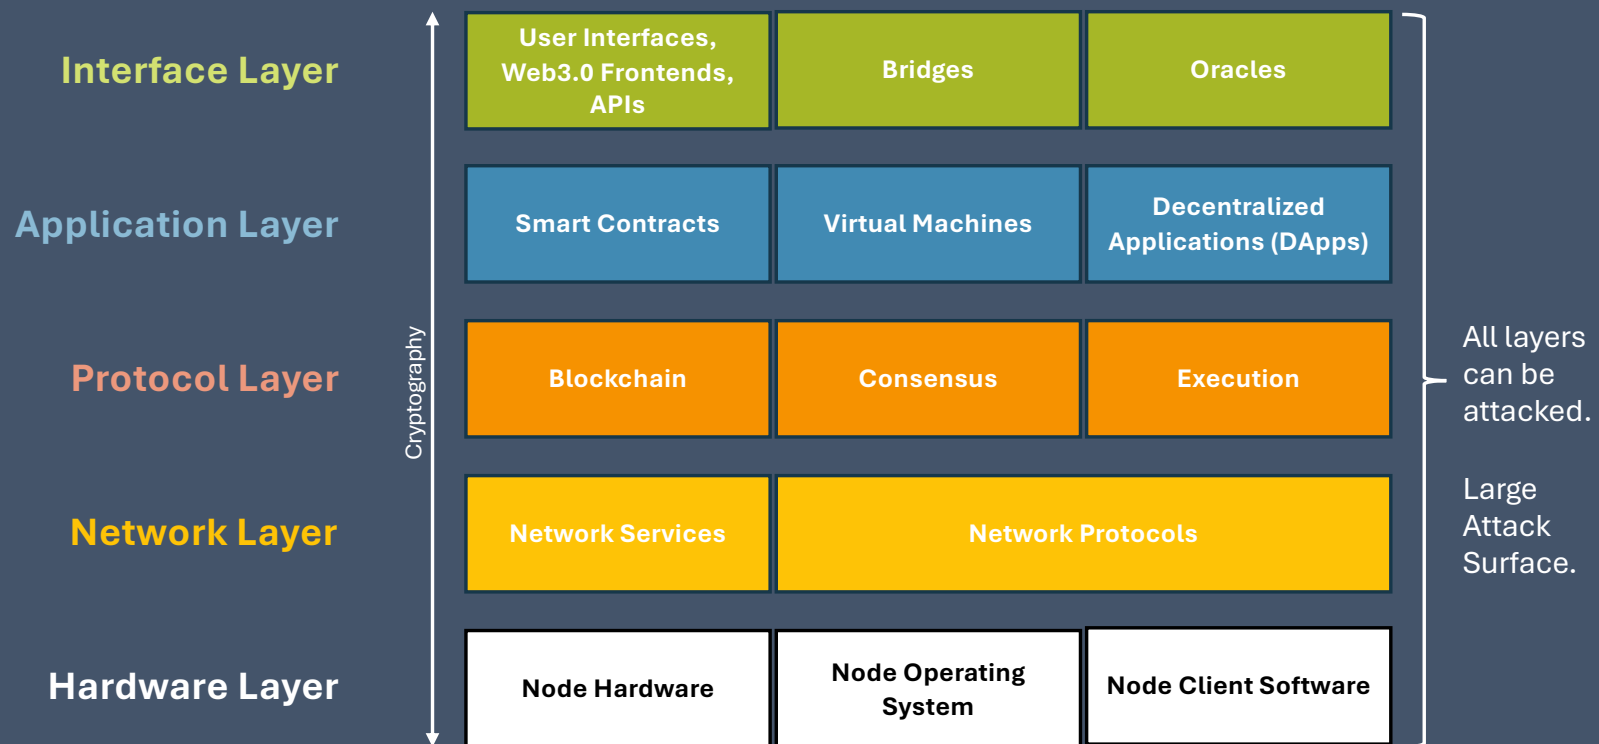 Interface Layer
User Interfaces,
Web3.0 Frontends,
APIs
Bridges
Oracles
Application Layer
Smart Contracts
Virtual Machines
Decentralized
Applications (DApps)
Cryptography
Protocol Layer
Blockchain
Consensus
Execution
All layers
can be
attacked.
Large
Attack
Surface.
Network Layer
Network Services
Network Protocols
Hardware Layer
Node Hardware
Node Operating
System
Node Client Software